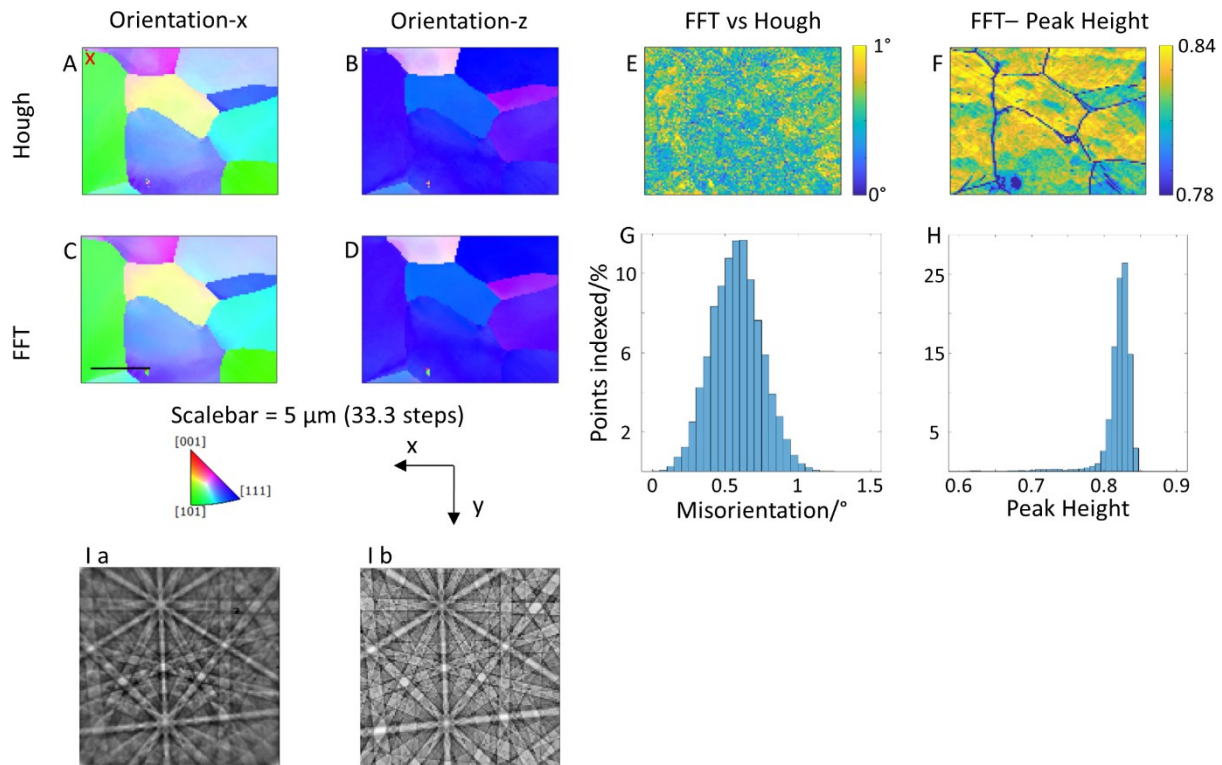 Orientation-x
Orientation-z
FFT vs Hough
FFT– Peak Height
Hough
A
X
B
E
1°
0°
F
0.84
0.78
FFT
C
D
G
Points indexed/%
10
6
2
0
0.5
1
1.5
Misorientation/°
H
25
15
5
0.6
0.7
0.8
0.9
Peak Height
Scalebar = 5 µm (33.3 steps)
[001]
[111]
[101]
x
y
I a
I b